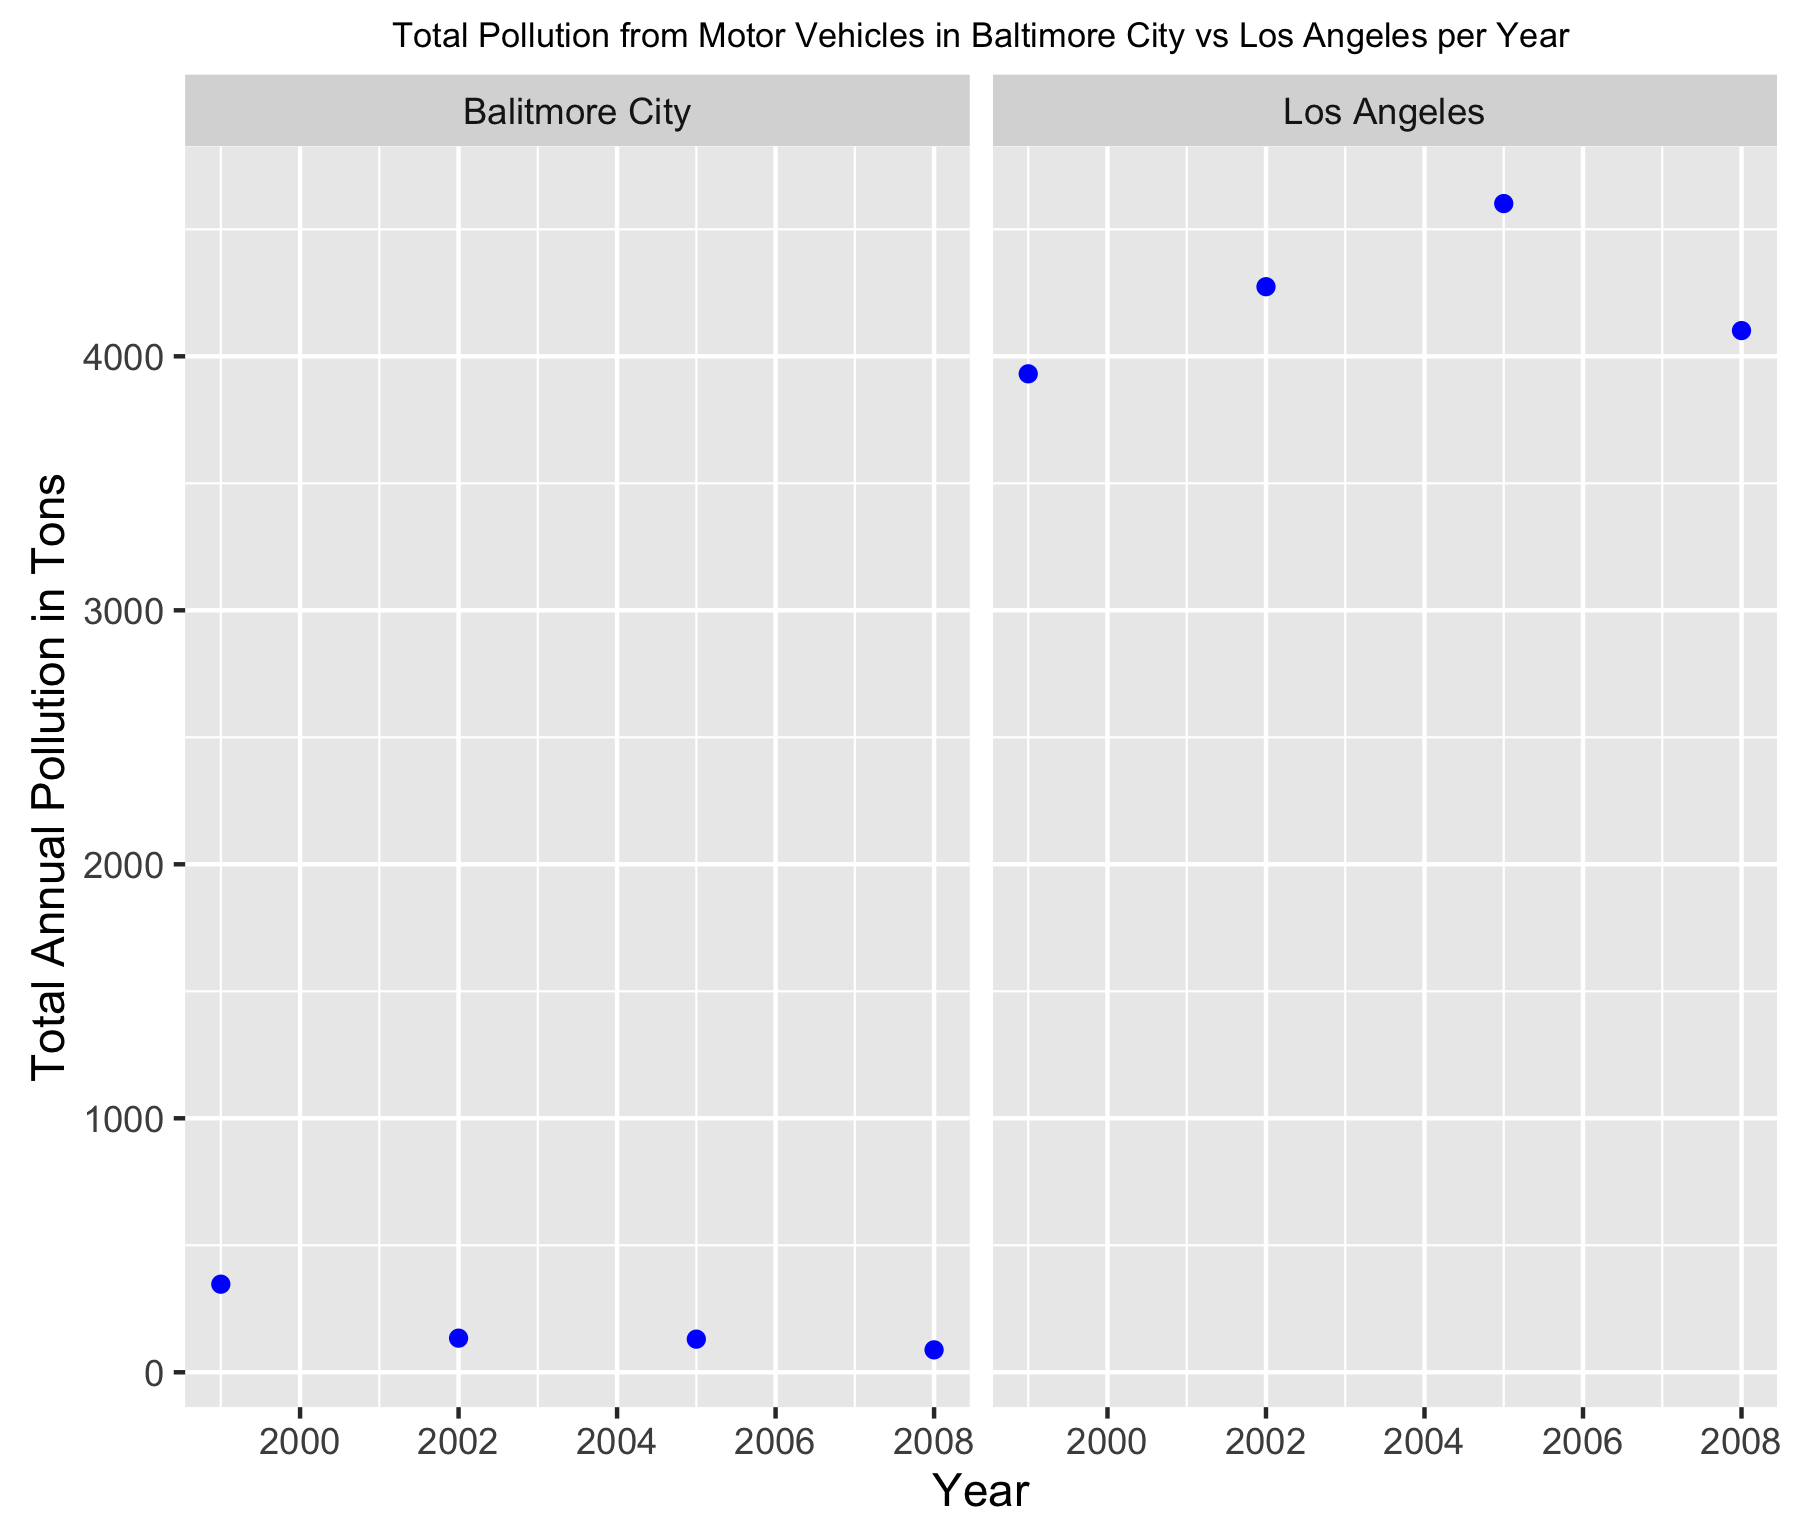 Total Pollution from Motor Vehicles in Baltimore City vs Los Angeles per Year
Balitmore City
Los Angeles
Total Annual Pollution in Tons
4000
3000
2000
1000
0
2000 2002 2004 2006 2008
2000 2002 2004 2006 2008
Year